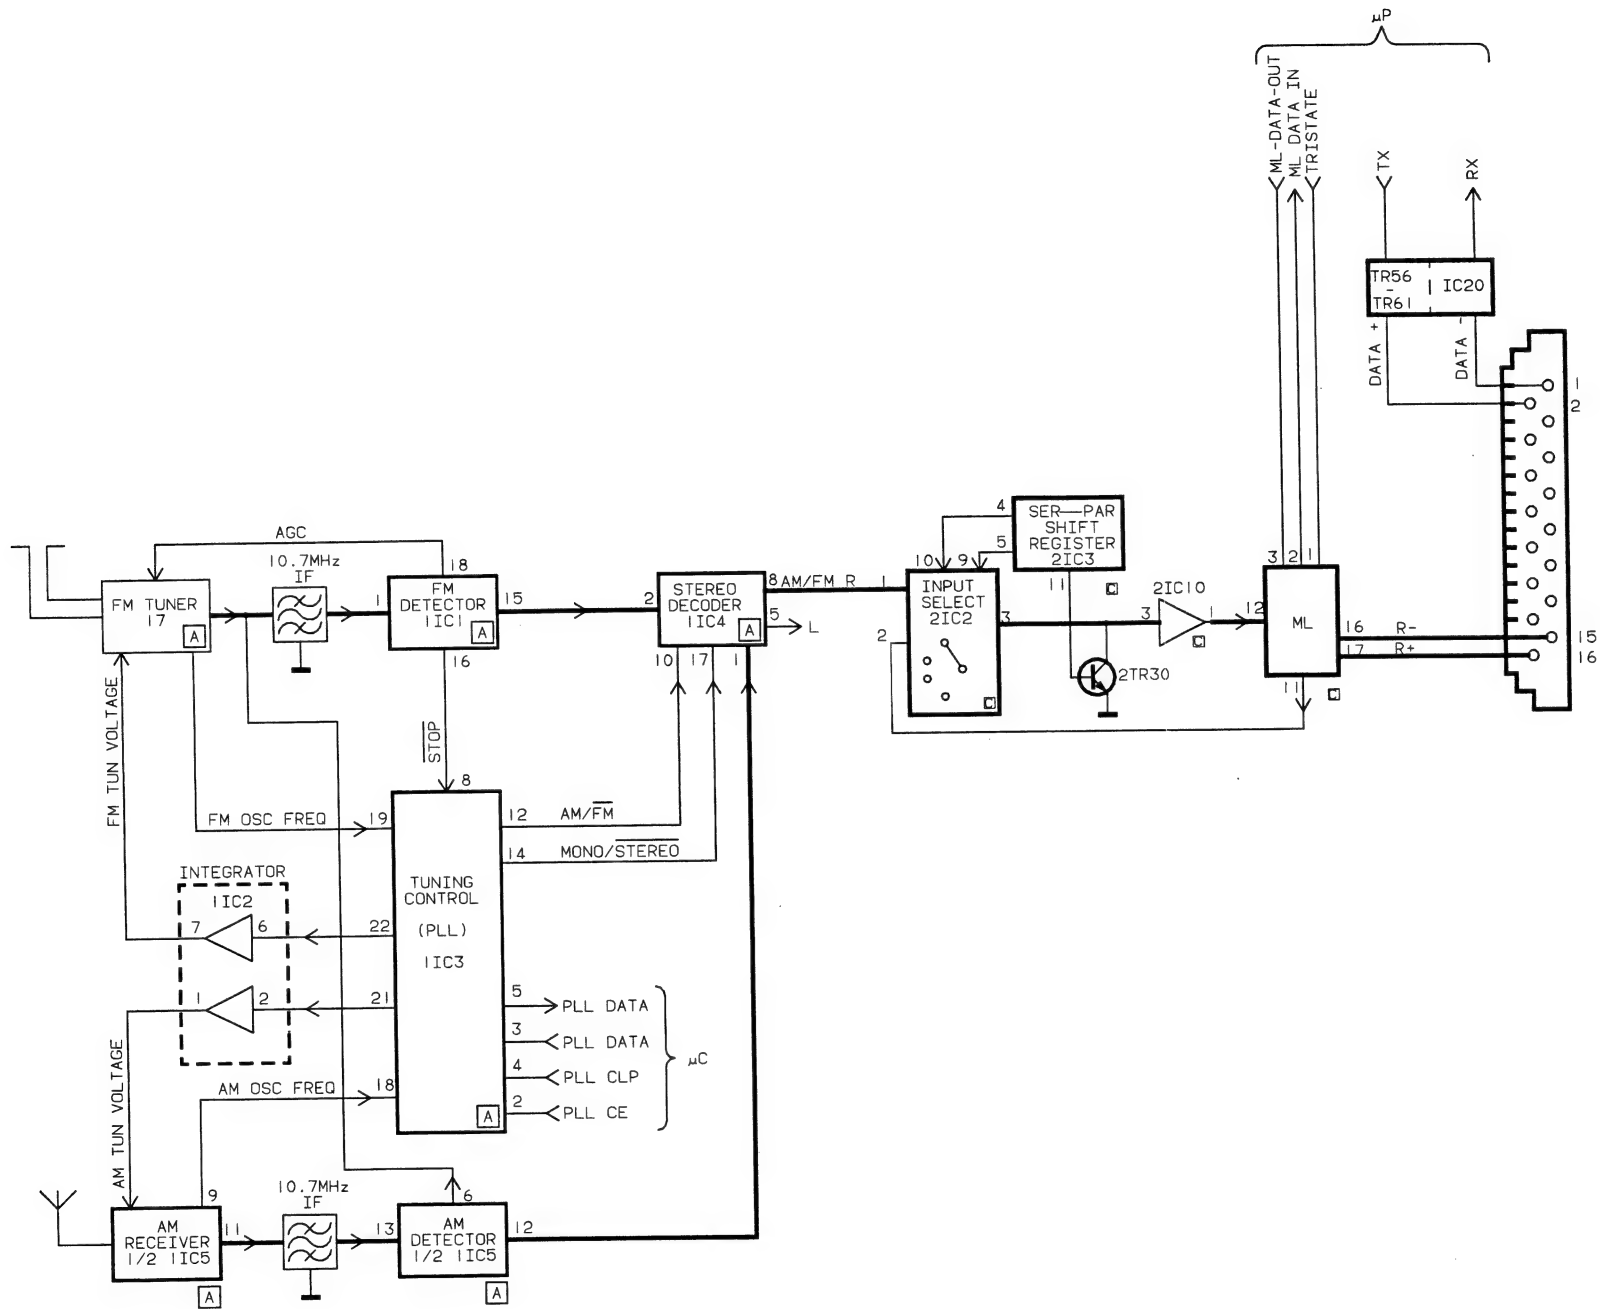 μP
ML-DATA-OUT
ML DATA IN
TRISTATE
TX
RX
TR56
-
TR61
IC20
DATA +
DATA -
1
2
15
16
AGC
10.7MHz
IF
18
FM TUNER
17
A
1
FM
DETECTOR
1IC1
A
15
16
2
STEREO
DECODER
1IC4
A
8 AM/FM R 1
5 L
10 17 1
4
5
SER—PAR
SHIFT
REGISTER
2IC3
11
C
10 9
INPUT
SELECT
2IC2
C
2
3
2TR30
2IC10
3 1
C
12
3 2 1
ML
11
C
16 R-
17 R+
FM TUN VOLTAGE
STOP
8
FM OSC FREQ 19
12 AM/FM
14 MONO/STEREO
TUNING
CONTROL
(PLL)
1IC3
A
INTEGRATOR
1IC2
7 6 22
1 2 21
5 PLL DATA
3 PLL DATA
4 PLL CLP
2 PLL CE
μC
AM OSC FREQ 18
AM TUN VOLTAGE
9
AM
RECEIVER
1/2 1IC5
A
11
10.7MHz
IF
13
6
AM
DETECTOR
1/2 1IC5
A
12